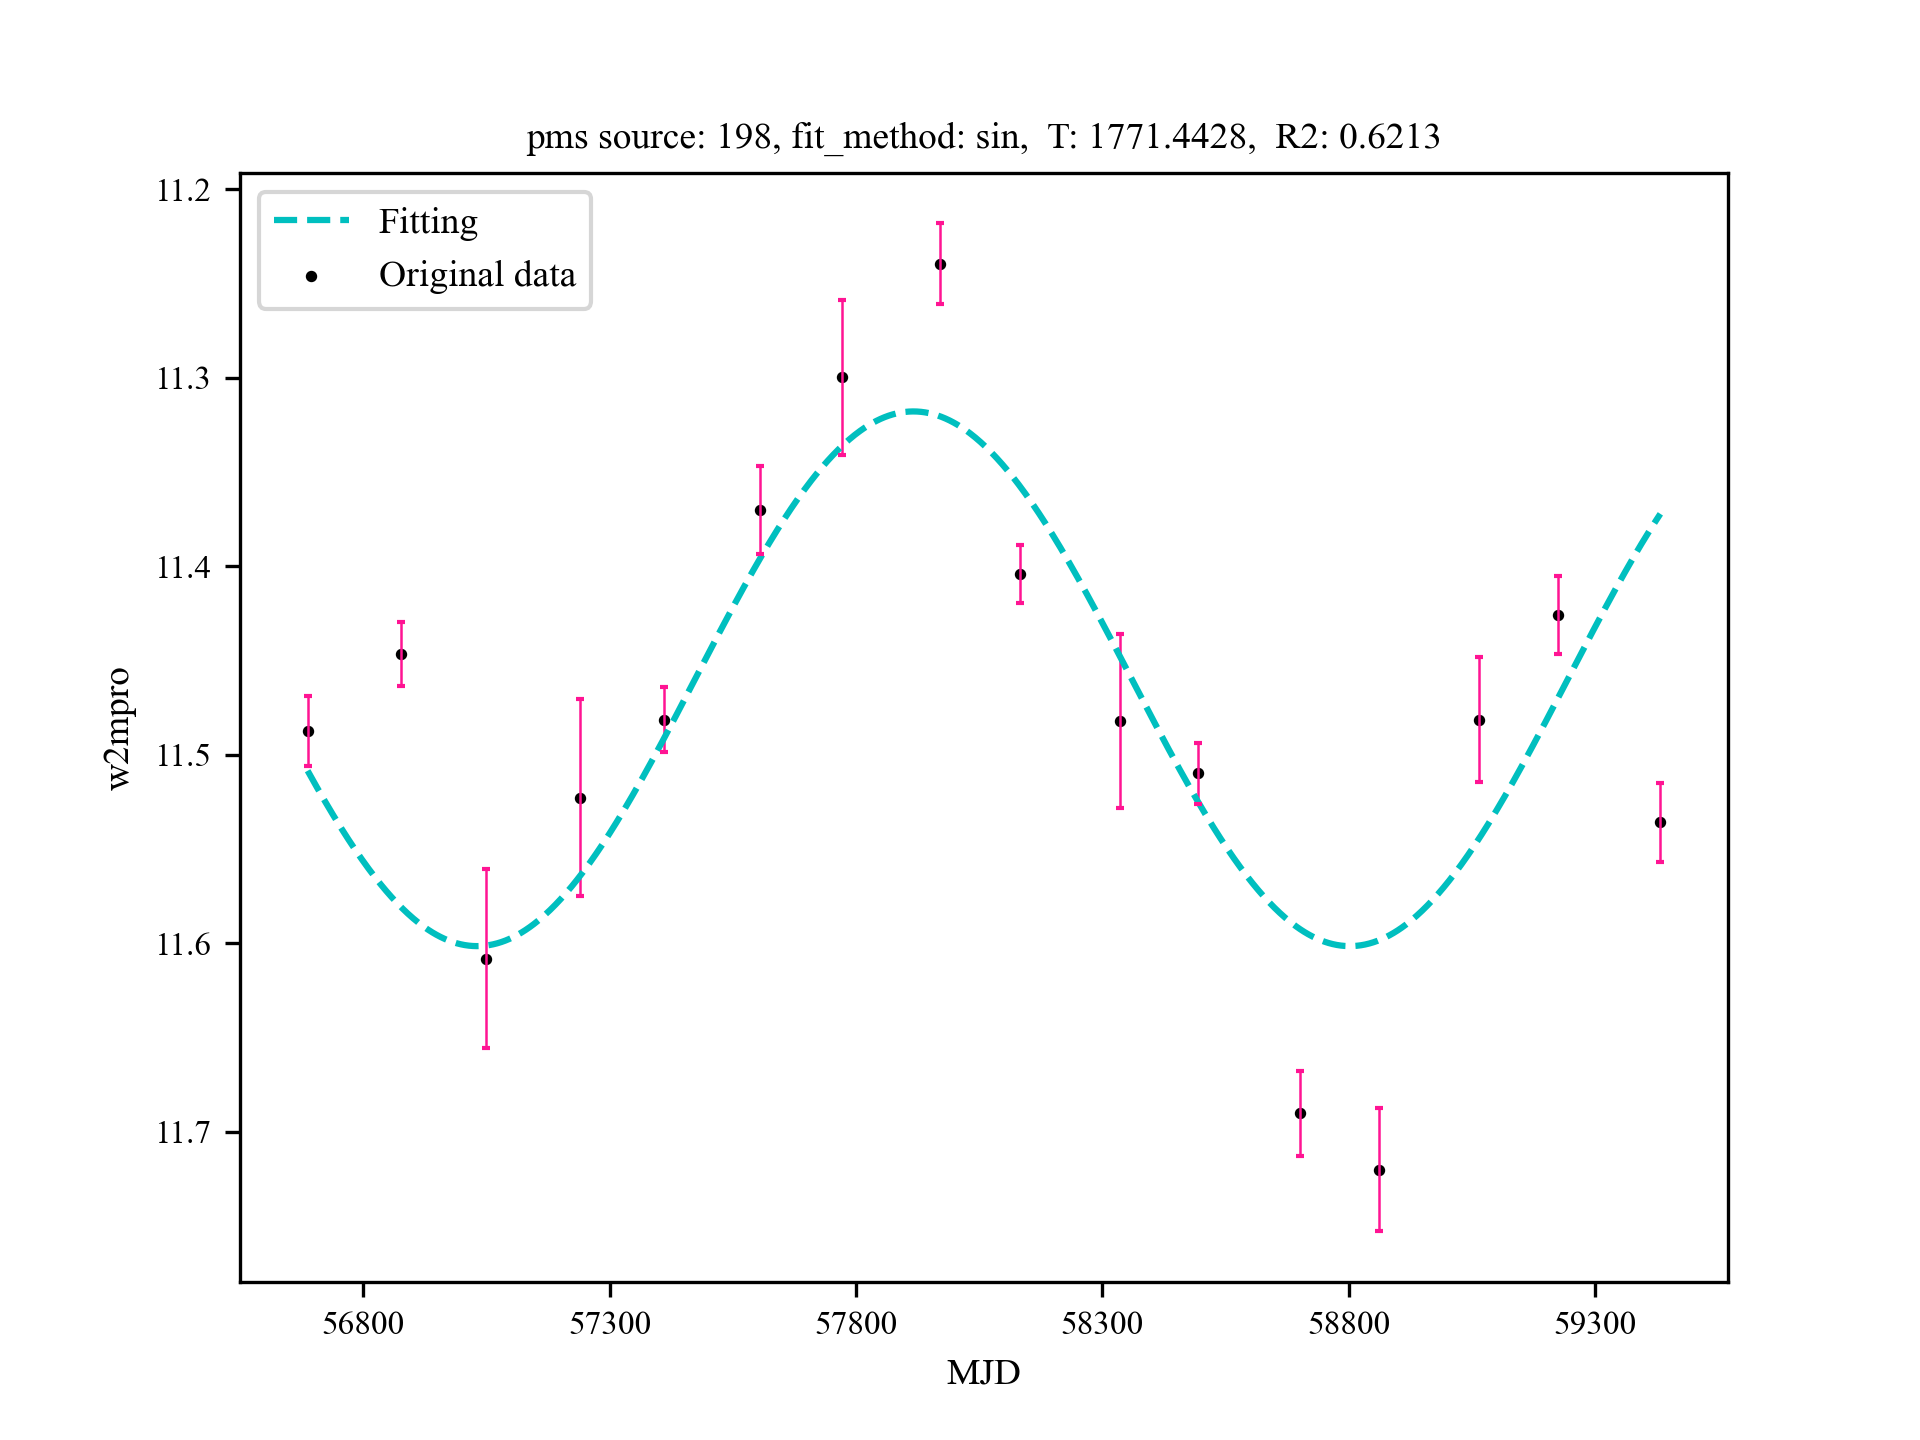 pms source: 198, fit_method: sin,  T: 1771.4428,  R2: 0.6213
Fitting
Original data
11.2
11.3
11.4
11.5
11.6
11.7
w2mpro
56800 57300 57800 58300 58800 59300
MJD